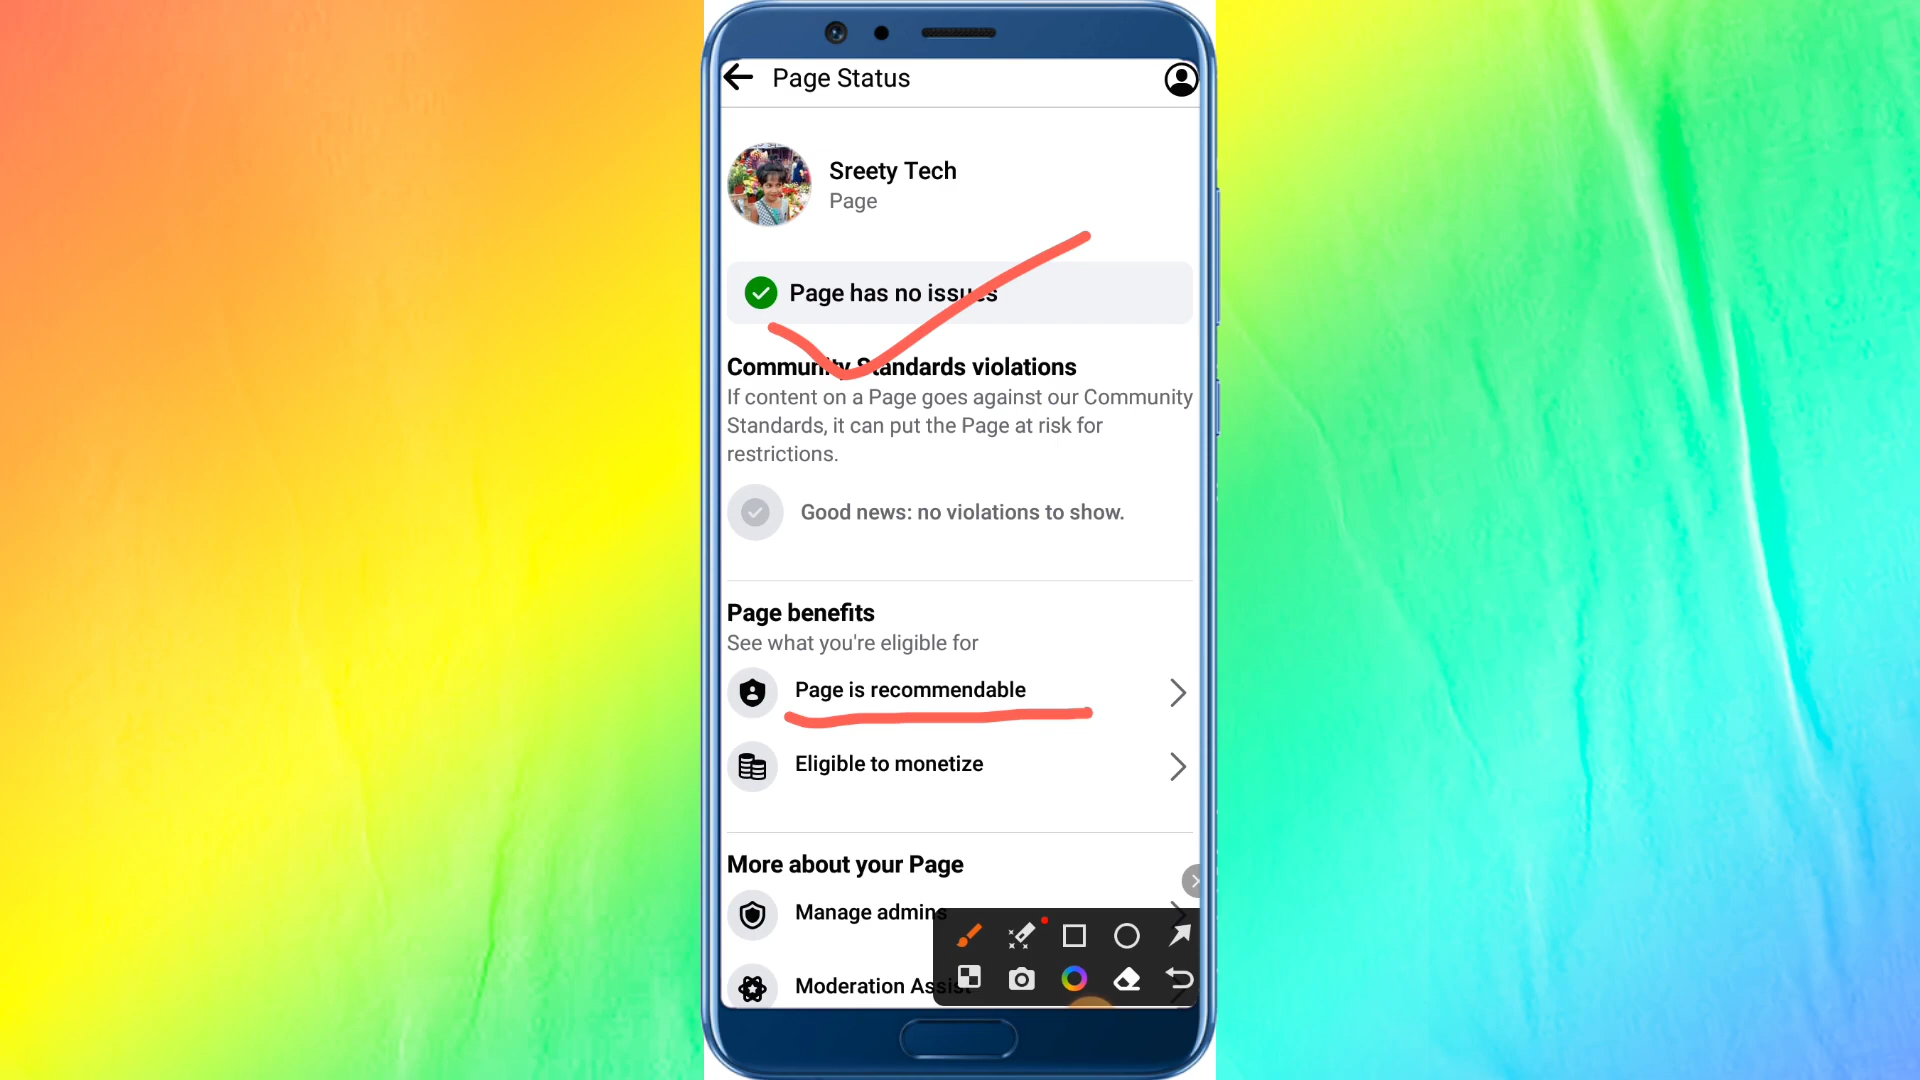 Page Status
Sreety Tech
Page
Page has no issues
Community Standards violations
If content on a Page goes against our Community
Standards, it can put the Page at risk for
restrictions.
Good news: no violations to show.
Page benefits
See what you're eligible for
Page is recommendable
Eligible to monetize
More about your Page
Manage admins
Moderation Assist